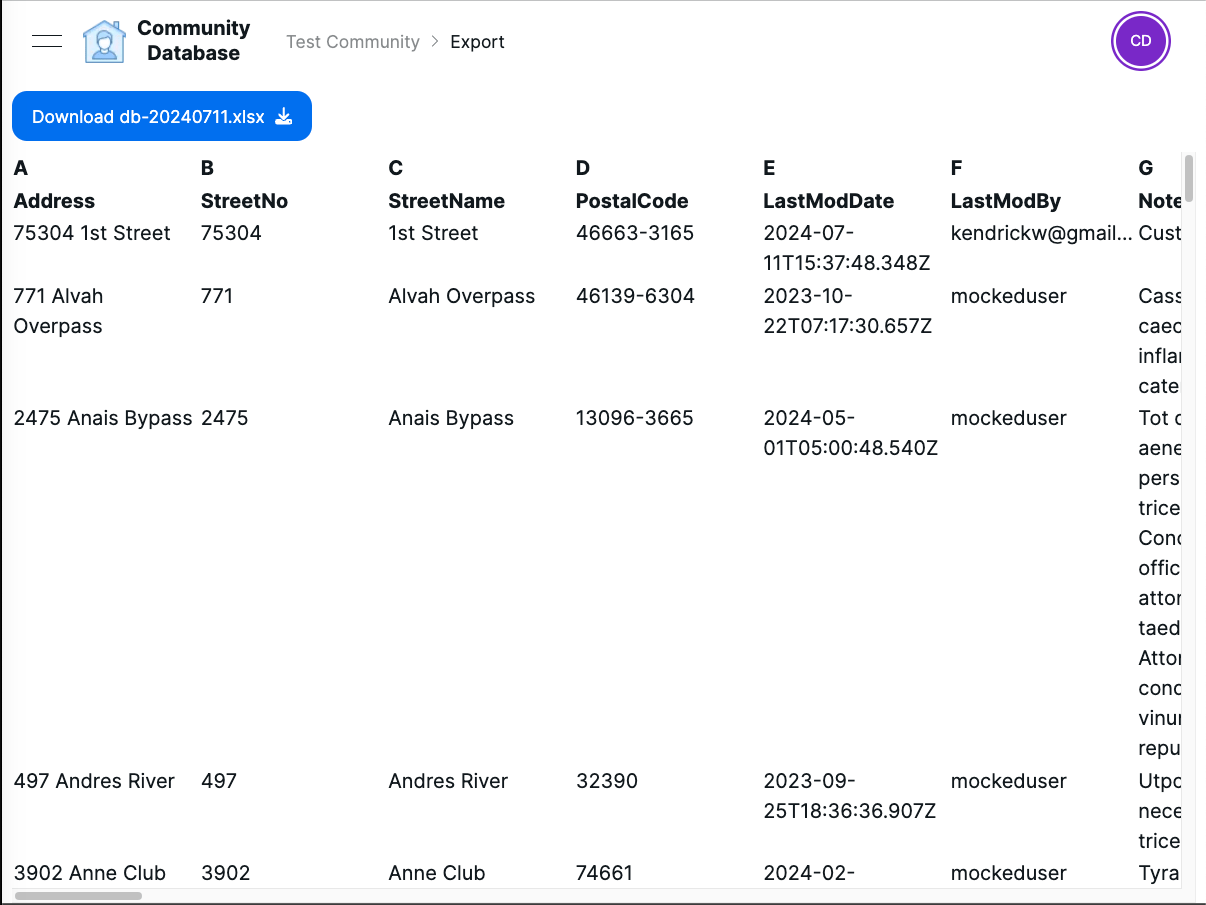 Community
Database
Test Community > Export
CD
Download db-20240711.xlsx
A B C D E F G
Address StreetNo StreetName PostalCode LastModDate LastModBy Note
75304 1st Street 75304 1st Street 46663-3165 2024-07- kendrickw@gmail... Cust
11T15:37:48.348Z
771 Alvah 771 Alvah Overpass 46139-6304 2023-10- mockeduser Cass
Overpass 22T07:17:30.657Z caec
inflar
cate
2475 Anais Bypass 2475 Anais Bypass 13096-3665 2024-05- mockeduser Tot
01T05:00:48.540Z aene
pers
trice
Conc
offic
attor
taed
Attor
conc
vinur
repu
497 Andres River 497 Andres River 32390 2023-09- mockeduser Utpo
25T18:36:36.907Z nece
trice
3902 Anne Club 3902 Anne Club 74661 2024-02- mockeduser Tyra